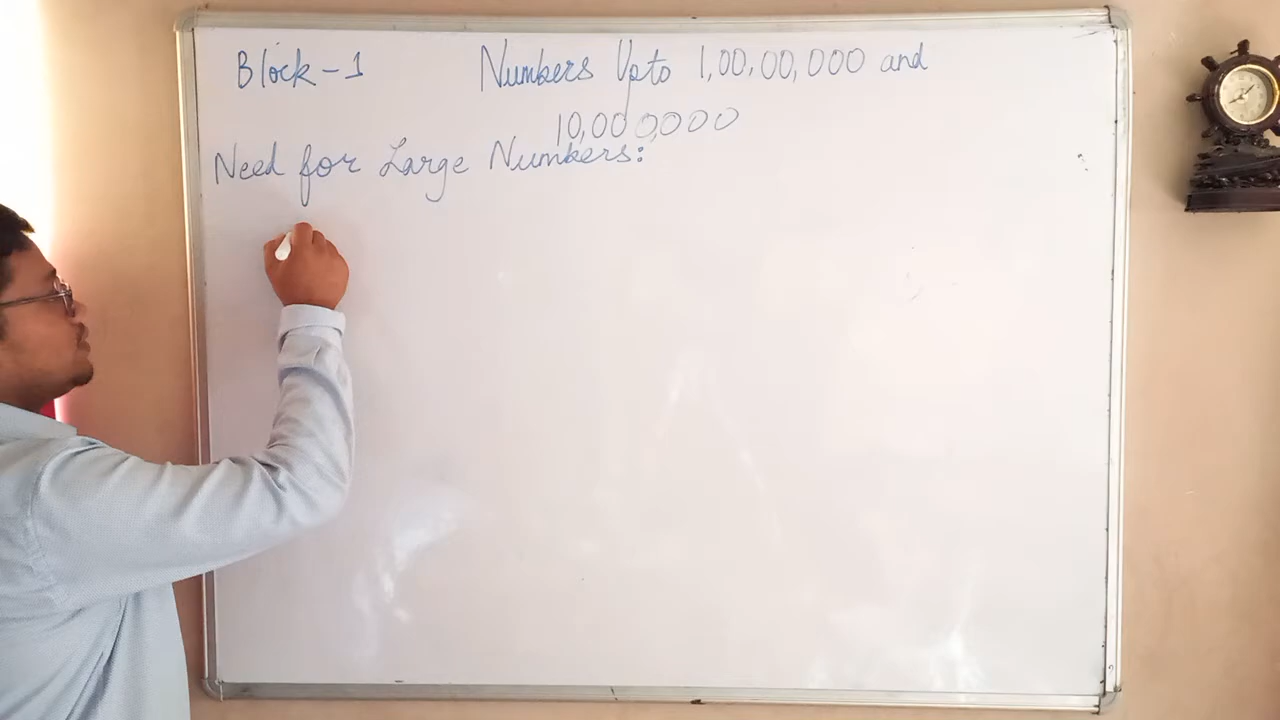 Block-1 Numbers Upto 1,00,00,000 and
10,000,000
Need for Large Numbers: